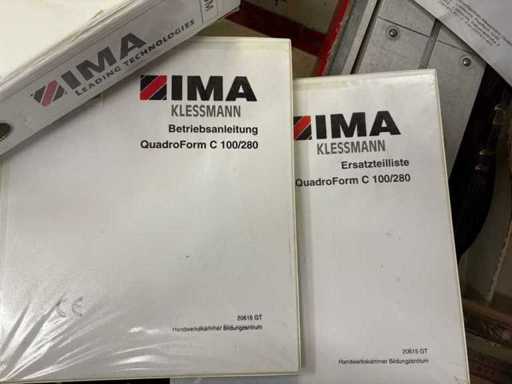 IMA
LEADING TECHNOLOGIES
IMA
KLESSMANN
Betriebsanleitung
QuadroForm C 100/280
20615 GT
Handwerkskammer Bildungszentrum
IMA
KLESSMANN
Ersatzteilliste
QuadroForm C 100/280
20615 GT
Handwerkskammer Bildungszentrum